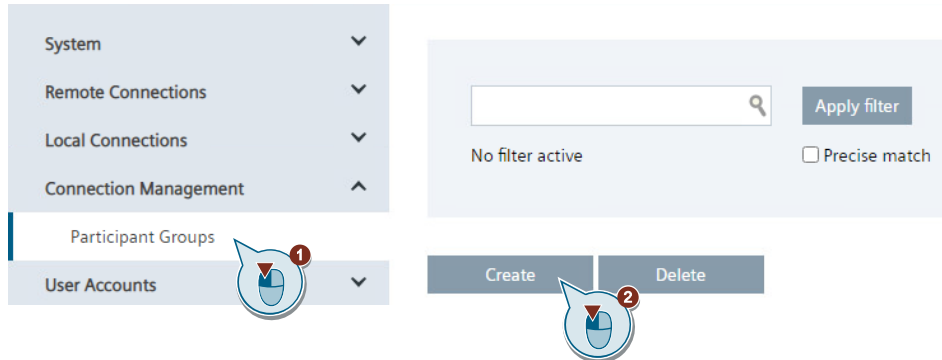 System
Remote Connections
Local Connections
Connection Management
Participant Groups
User Accounts
Apply filter
No filter active
Precise match
Create
Delete
1
2